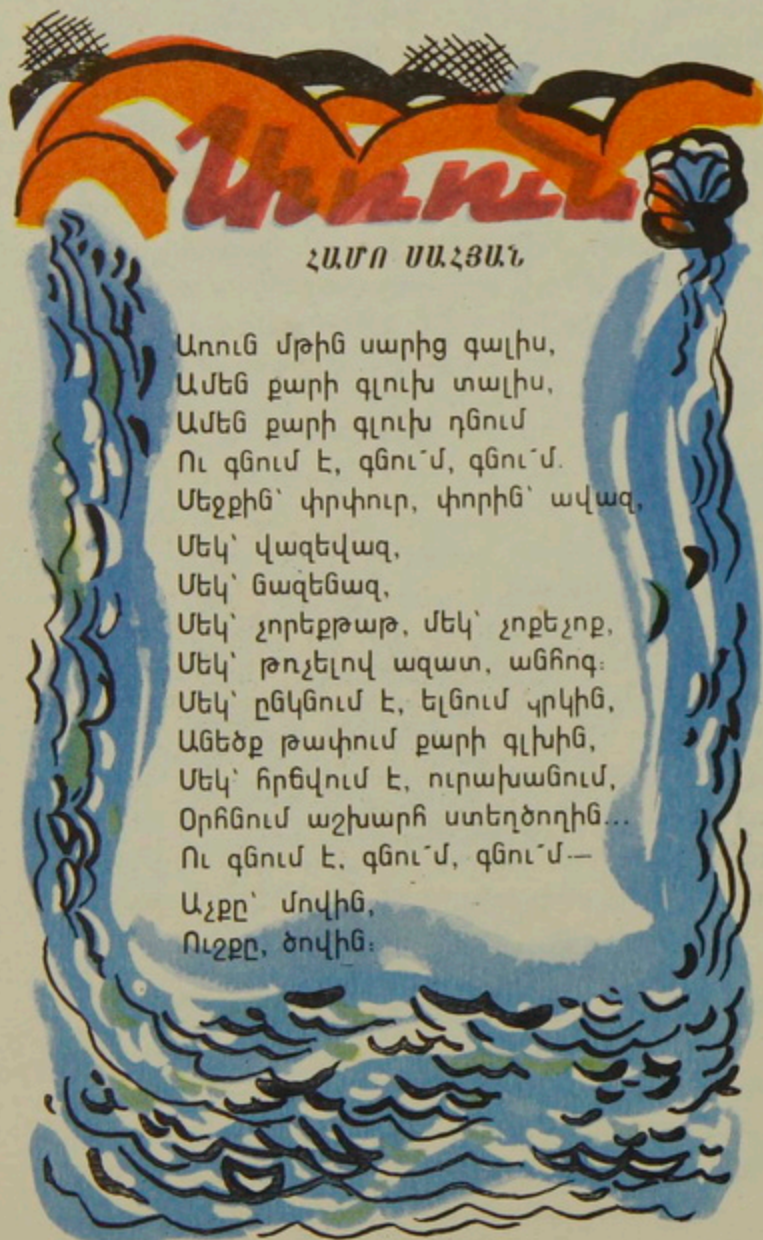 Առուն
ՀԱՄՈ ՍԱՀՅԱՆ
Առուն մթին սարից գալիս,
Ամեն քարի գլուխ տալիս,
Ամեն քարի գլուխ դնում
Ու գնում է, գնու՜մ, գնու՜մ.
Մեջքին՝ փրփուր, փորին՝ ավազ,
Մեկ՝ վազեվազ,
Մեկ՝ նազենազ,
Մեկ՝ չորեքթաթ, մեկ՝ չոքեչոք,
Մեկ՝ թռչելով ազատ, անհոգ։
Մեկ՝ ընկնում է, ելնում կրկին,
Անեծք թափում քարի գլխին,
Մեկ՝ հրճվում է, ուրախանում,
Օրհնում աշխարհ ստեղծողին...
Ու գնում է, գնու՜մ, գնու՜մ—
Աչքը՝ մովին,
Ուշքը, ծովին։